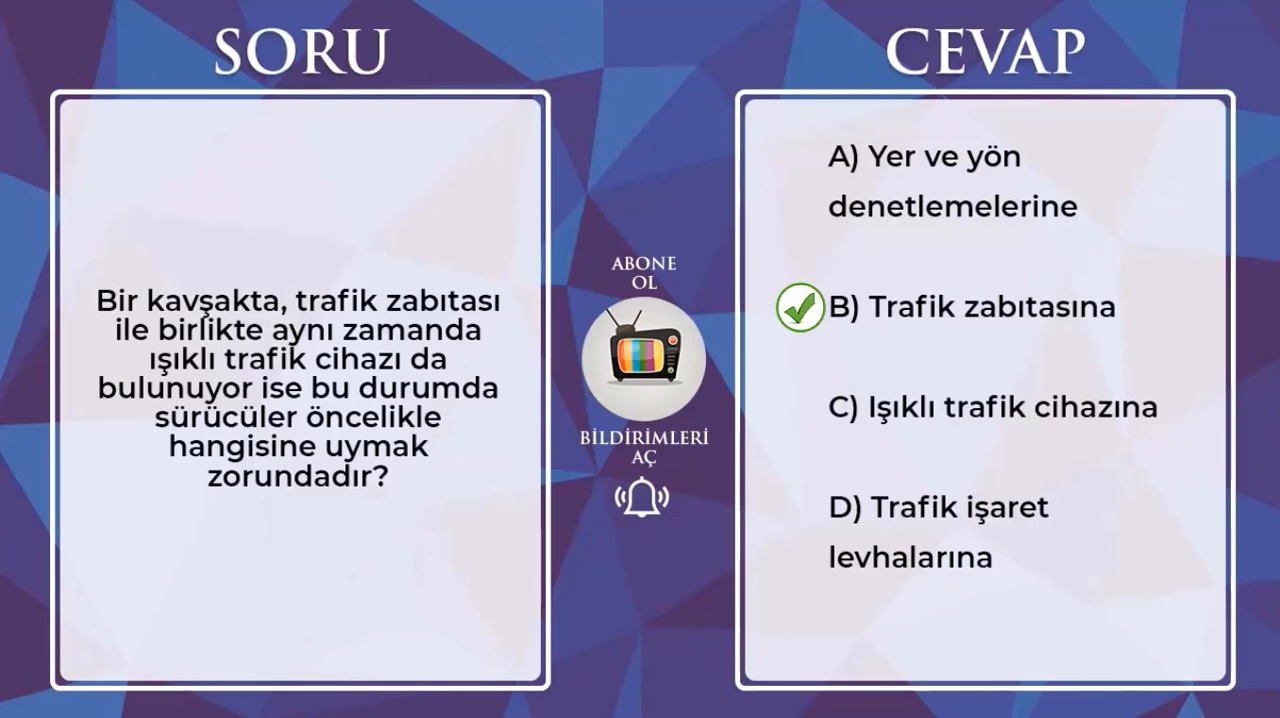 SORU
Bir kavşakta, trafik zabıtası
ile birlikte aynı zamanda
ışıklı trafik cihazı da
bulunuyor ise bu durumda
sürücüler öncelikle
hangisine uymak
zorundadır?
ABONE
OL
BİLDİRİMLERİ
AÇ
CEVAP
A) Yer ve yön
denetlemelerine
B) Trafik zabıtasına
C) Işıklı trafik cihazına
D) Trafik işaret
levhalarına